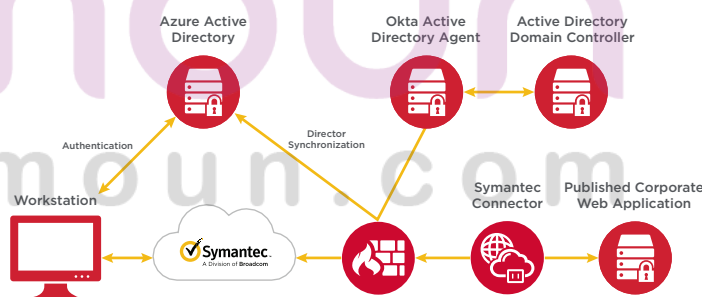 Azure Active
Directory
Okta Active
Directory Agent
Active Directory
Domain Controller
Authentication
Director
Synchronization
moun.com
Workstation
Symantec
Connector
Published Corporate
Web Application
Symantec.
A Division of Broadcom